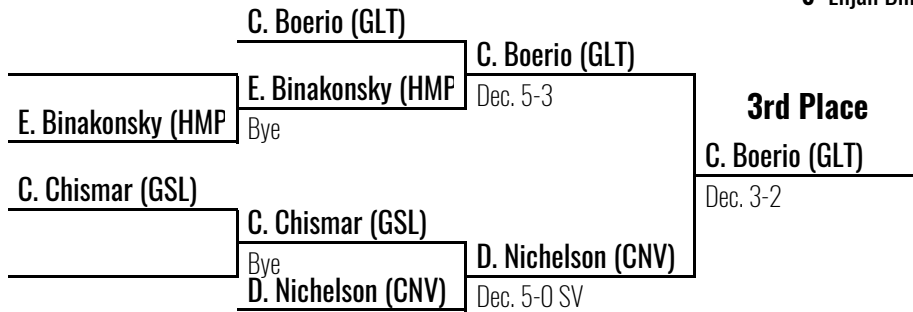 C. Boerio (GLT)
C. Boerio (GLT)
E. Binakonsky (HMP
Dec. 5-3
3rd Place
E. Binakonsky (HMP
Bye
C. Boerio (GLT)
C. Chismar (GSL)
Dec. 3-2
C. Chismar (GSL)
Bye
D. Nichelson (CNV)
D. Nichelson (CNV)
Dec. 5-0 SV